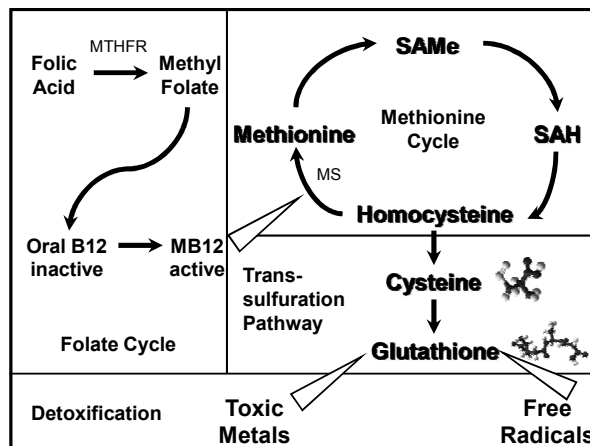 MTHFR
Folic
Acid
Methyl
Folate
Oral B12
inactive
MB12
active
Folate Cycle
SAMe
Methionine
Methionine
Cycle
SAH
MS
Homocysteine
Trans-
sulfuration
Pathway
Cysteine
Glutathione
Detoxification
Toxic
Metals
Free
Radicals